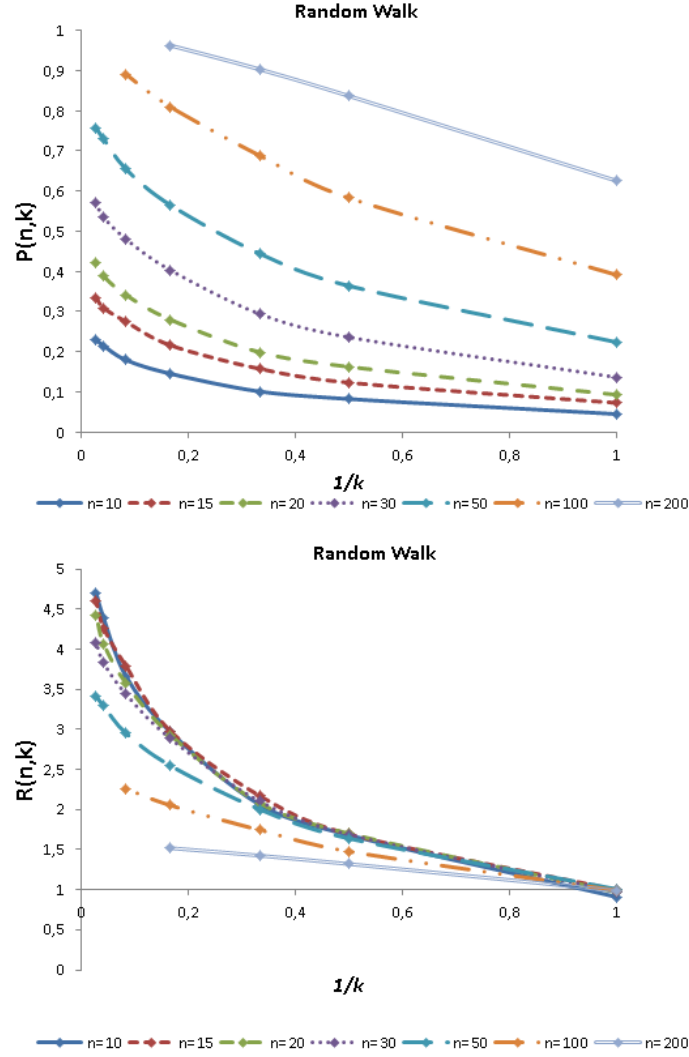 Random Walk
1
0,9
0,8
0,7
0,6
0,5
0,4
0,3
0,2
0,1
0
P(n,k)
0 0,2 0,4 0,6 0,8 1
1/k
n=10 n=15 n=20 n=30 n=50 n=100 n=200
Random Walk
5
4,5
4
3,5
3
2,5
2
1,5
1
0,5
0
R(n,k)
0 0,2 0,4 0,6 0,8 1
1/k
n=10 n=15 n=20 n=30 n=50 n=100 n=200